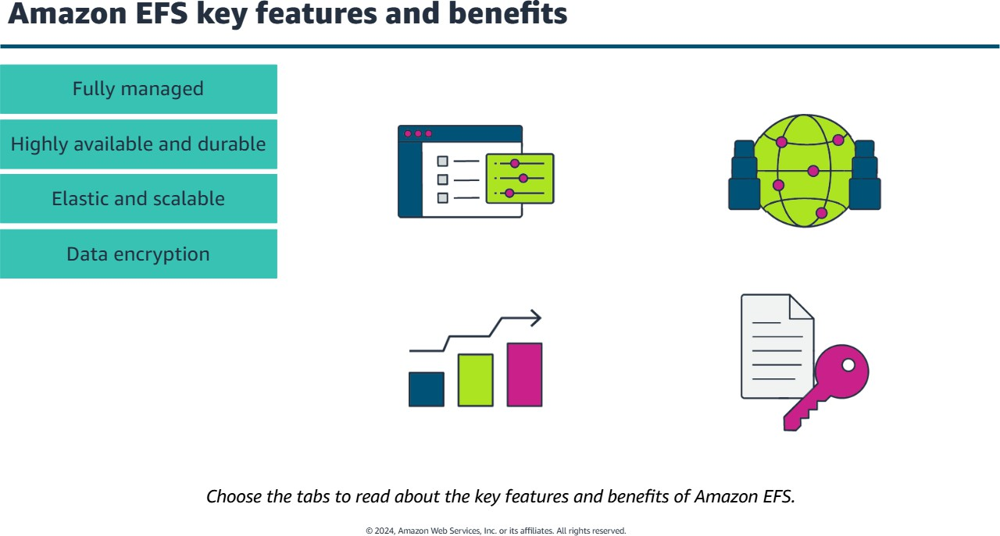 Amazon EFS key features and benefits
Fully managed
Highly available and durable
Elastic and scalable
Data encryption
Choose the tabs to read about the key features and benefits of Amazon EFS.
© 2024, Amazon Web Services, Inc. or its affiliates. All rights reserved.